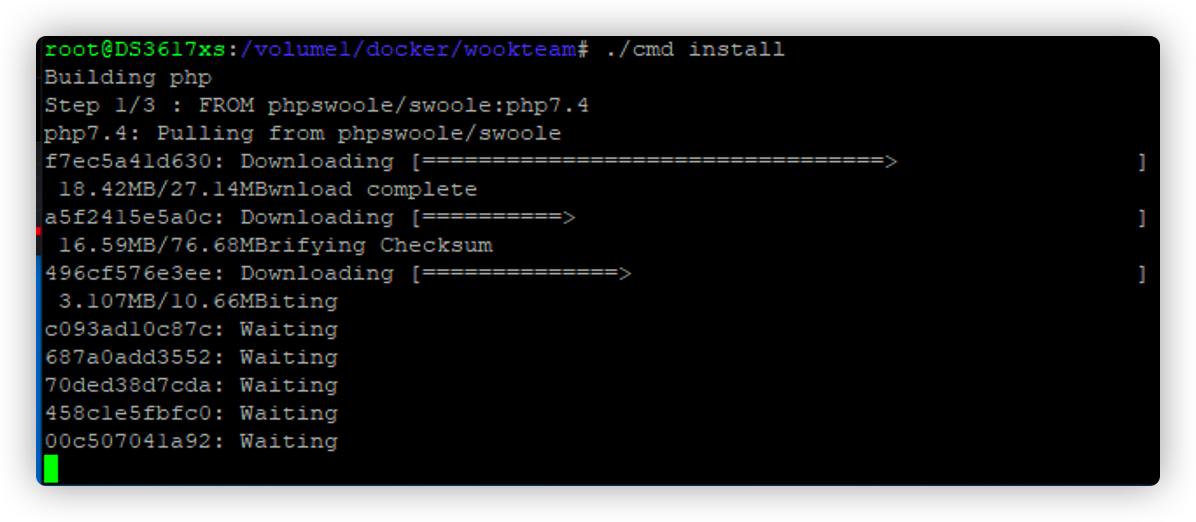 root@DS3617xs:/volume1/docker/wookteam# ./cmd install
Building php
Step 1/3 : FROM phpswoole/swoole:php7.4
php7.4: Pulling from phpswoole/swoole
f7ec5a41d630: Downloading [=================================>                 ]
 18.42MB/27.14MBwnload complete
a5f2415e5a0c: Downloading [==========>                                        ]
 16.59MB/76.68MBrifying Checksum
496cf576e3ee: Downloading [==============>                                    ]
 3.107MB/10.66MBiting
c093ad10c87c: Waiting
687a0add3552: Waiting
70ded38d7cda: Waiting
458c1e5fbfc0: Waiting
00c507041a92: Waiting